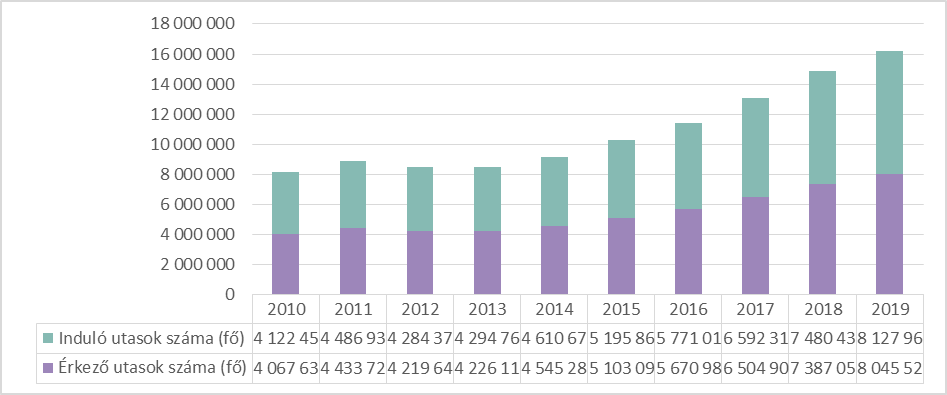 18 000 000
16 000 000
14 000 000
12 000 000
10 000 000
8 000 000
6 000 000
4 000 000
2 000 000
0
2010 2011 2012 2013 2014 2015 2016 2017 2018 2019
Induló utasok száma (fő) 4 122 45 4 486 93 4 284 37 4 294 76 4 610 67 5 195 86 5 771 01 6 592 31 7 480 43 8 127 96
Érkező utasok száma (fő) 4 067 63 4 433 72 4 219 64 4 226 11 4 545 28 5 103 09 5 670 98 6 504 90 7 387 05 8 045 52